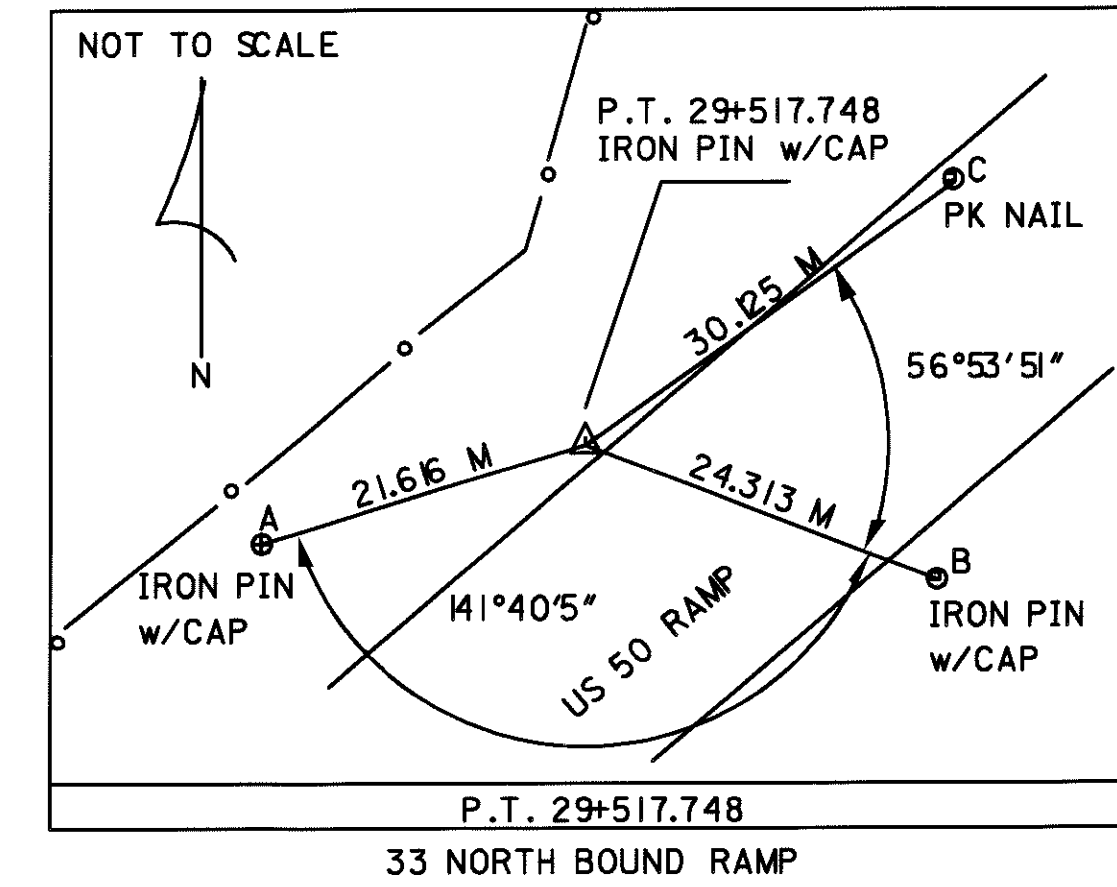 NOT TO SCALE
N
P.T. 29+517.748
IRON PIN w/CAP
C
PK NAIL
30.125 M
56°53'51"
21.616 M
24.313 M
A
IRON PIN
w/CAP
141°40'5"
US 50 RAMP
B
IRON PIN
w/CAP
P.T. 29+517.748
33 NORTH BOUND RAMP